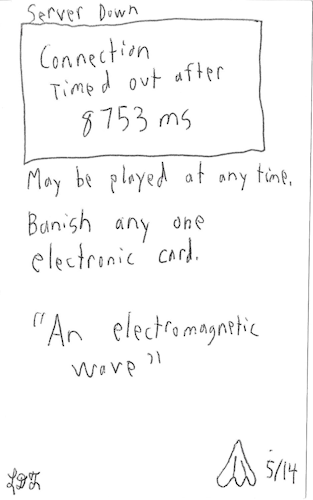 Server Down
Connection
Timed out after
8753 ms
May be played at any time.
Banish any one
electronic card.
"An electromagnetic
wave"
5/14